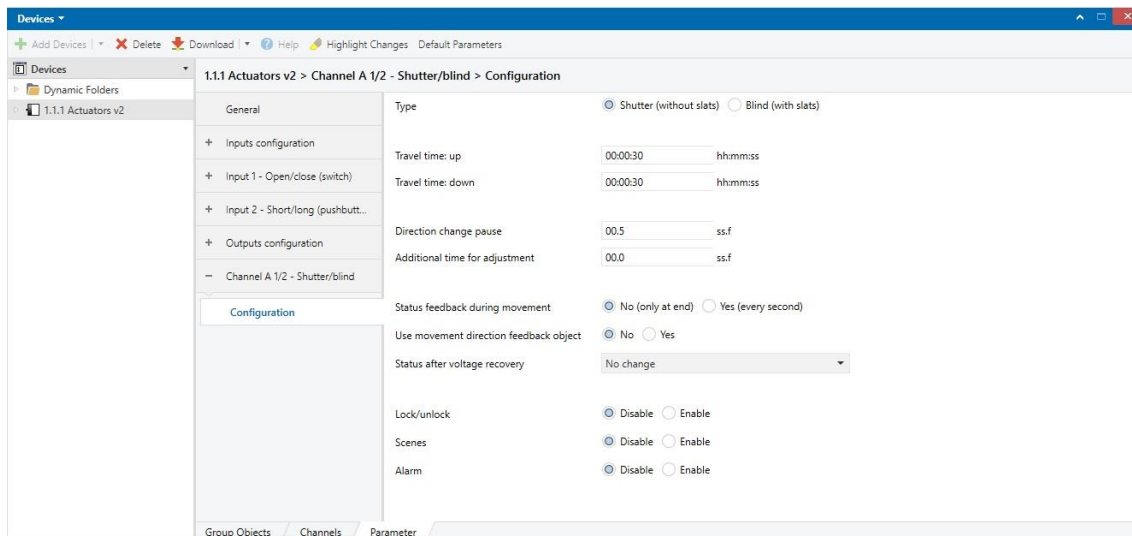 Devices
Add Devices Delete Download Help Highlight Changes Default Parameters
Devices
Dynamic Folders
1.1.1 Actuators v2
1.1.1 Actuators v2 > Channel A 1/2 - Shutter/blind > Configuration
General
+ Inputs configuration
+ Input 1 - Open/close (switch)
+ Input 2 - Short/long (pushbutt...
+ Outputs configuration
− Channel A 1/2 - Shutter/blind
Configuration
Type Shutter (without slats) Blind (with slats)
Travel time: up 00:00:30 hh:mm:ss
Travel time: down 00:00:30 hh:mm:ss
Direction change pause 00.5 ss.f
Additional time for adjustment 00.0 ss.f
Status feedback during movement No (only at end) Yes (every second)
Use movement direction feedback object No Yes
Status after voltage recovery No change
Lock/unlock Disable Enable
Scenes Disable Enable
Alarm Disable Enable
Group Objects Channels Parameter